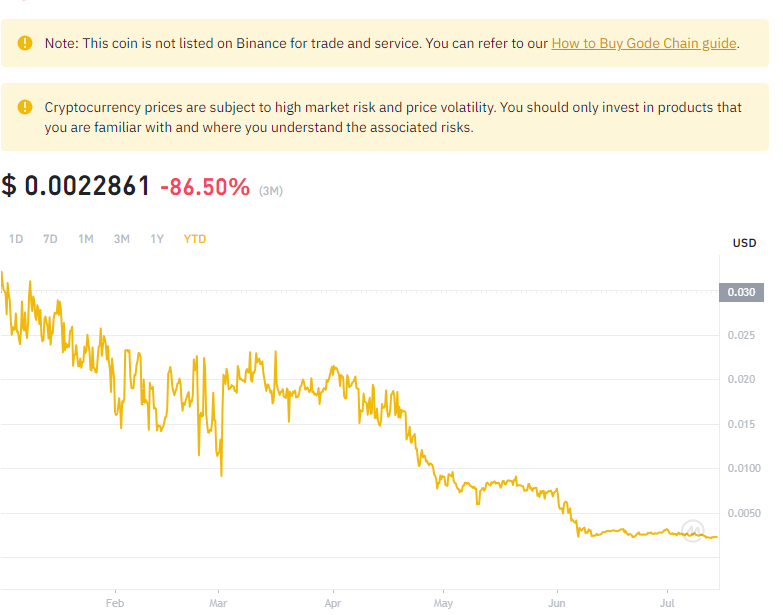 Note: This coin is not listed on Binance for trade and service. You can refer to our How to Buy Gode Chain guide.
Cryptocurrency prices are subject to high market risk and price volatility. You should only invest in products that
you are familiar with and where you understand the associated risks.
$ 0.0022861 -86.50% (3M)
1D 7D 1M 3M 1Y YTD
USD
0.030
0.025
0.020
0.015
0.0100
0.0050
Feb Mar Apr May Jun Jul